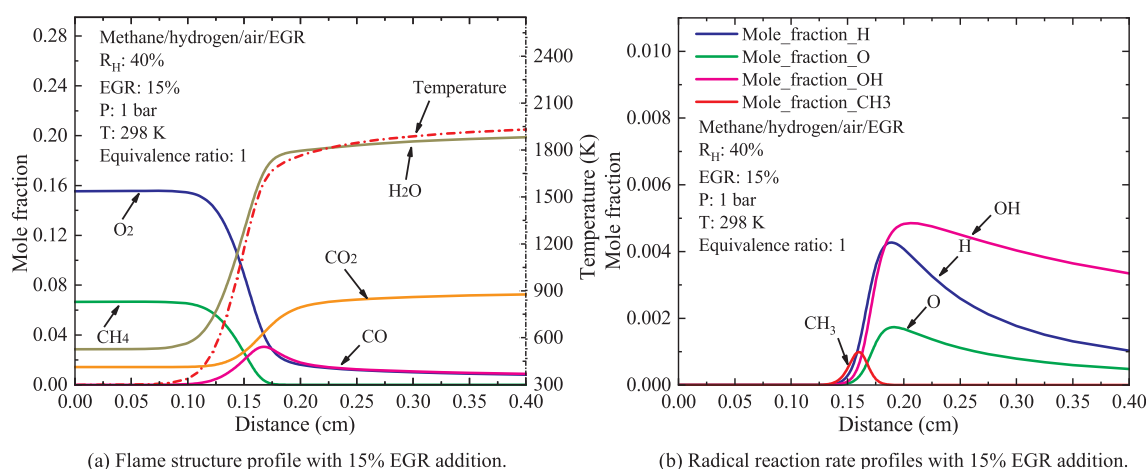 (a)
0.28
0.24
0.20
0.16
0.12
0.08
0.04
0.00
Mole fraction
Methane/hydrogen/air/EGR
R_H: 40%
EGR: 15%
P: 1 bar
T: 298 K
Equivalence ratio: 1
Temperature
H2O
O2
CO2
CH4
CO
2400
2100
1800
1500
1200
900
600
300
Temperature (K)
0.00 0.05 0.10 0.15 0.20 0.25 0.30 0.35 0.40
Distance (cm)
(a) Flame structure profile with 15% EGR addition.
(b)
0.010
0.008
0.006
0.004
0.002
0.000
Mole fraction
Mole_fraction_H
Mole_fraction_O
Mole_fraction_OH
Mole_fraction_CH3
Methane/hydrogen/air/EGR
R_H: 40%
EGR: 15%
P: 1 bar
T: 298 K
Equivalence ratio: 1
OH
H
O
CH3
0.00 0.05 0.10 0.15 0.20 0.25 0.30 0.35 0.40
Distance (cm)
(b) Radical reaction rate profiles with 15% EGR addition.